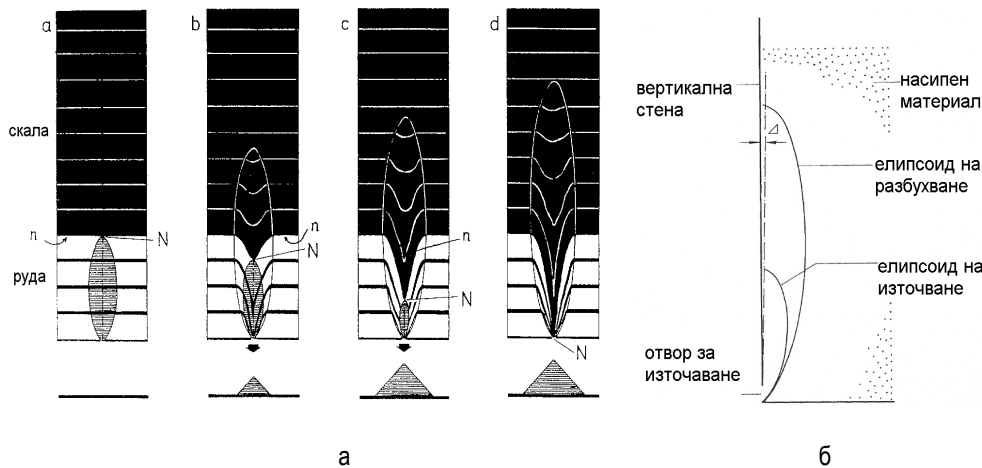 a
b
c
d
скала
n
N
руда
n
N
n
N
N
вертикална
стена
насипен
материал
Δ
елипсоид на
разбухване
елипсоид на
източване
отвор за
източаване
а
б